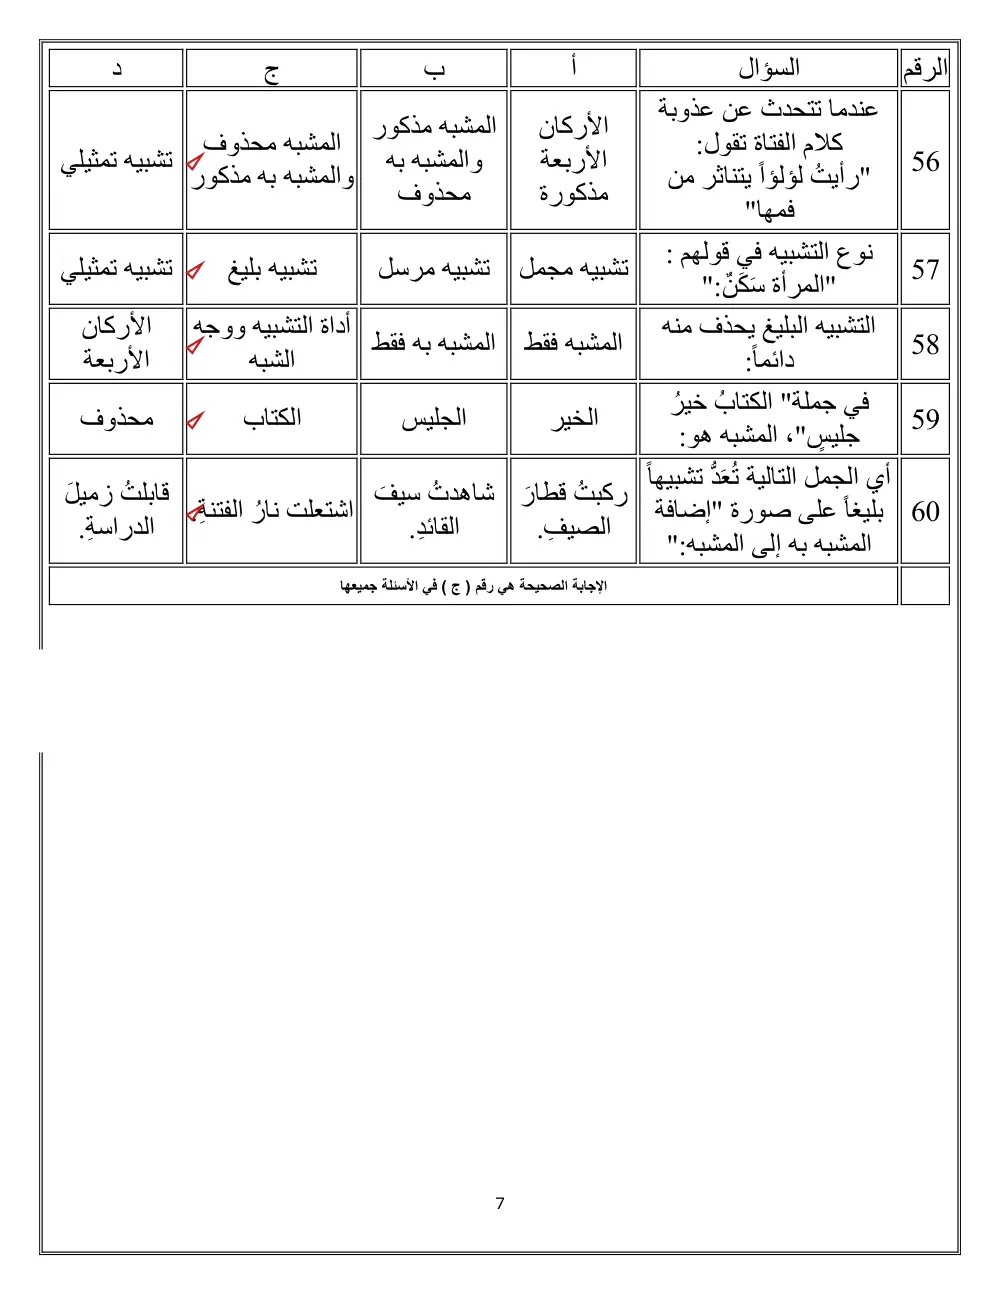 الرقم السؤال أ ب ج د
56
عندما تتحدث عن عذوبة
كلام الفتاة تقول:
"رأيتُ لؤلؤاً يتناثر من
فمها"
الأركان
الأربعة
مذكورة
المشبه مذكور
والمشبه به
محذوف
المشبه محذوف
والمشبه به مذكور
تشبيه تمثيلي
57
نوع التشبيه في قولهم :
"المرأة سَكَنٌ:"
تشبيه مجمل
تشبيه مرسل
تشبيه بليغ
تشبيه تمثيلي
58
التشبيه البليغ يحذف منه
دائماً:
المشبه فقط
المشبه به فقط
أداة التشبيه ووجه
الشبه
الأركان
الأربعة
59
في جملة" الكتابُ خيرُ
جليسٍ"، المشبه هو:
الخير
الجليس
الكتاب
محذوف
60
أي الجمل التالية تُعَدُّ تشبيهاً
بليغاً على صورة "إضافة
المشبه به إلى المشبه:"
ركبتُ قطارَ
الصيفِ.
شاهدتُ سيفَ
القائدِ.
اشتعلت نارُ الفتنةِ.
قابلتُ زميلَ
الدراسةِ.
الإجابة الصحيحة هي رقم ( ج ) في الأسئلة جميعها
7